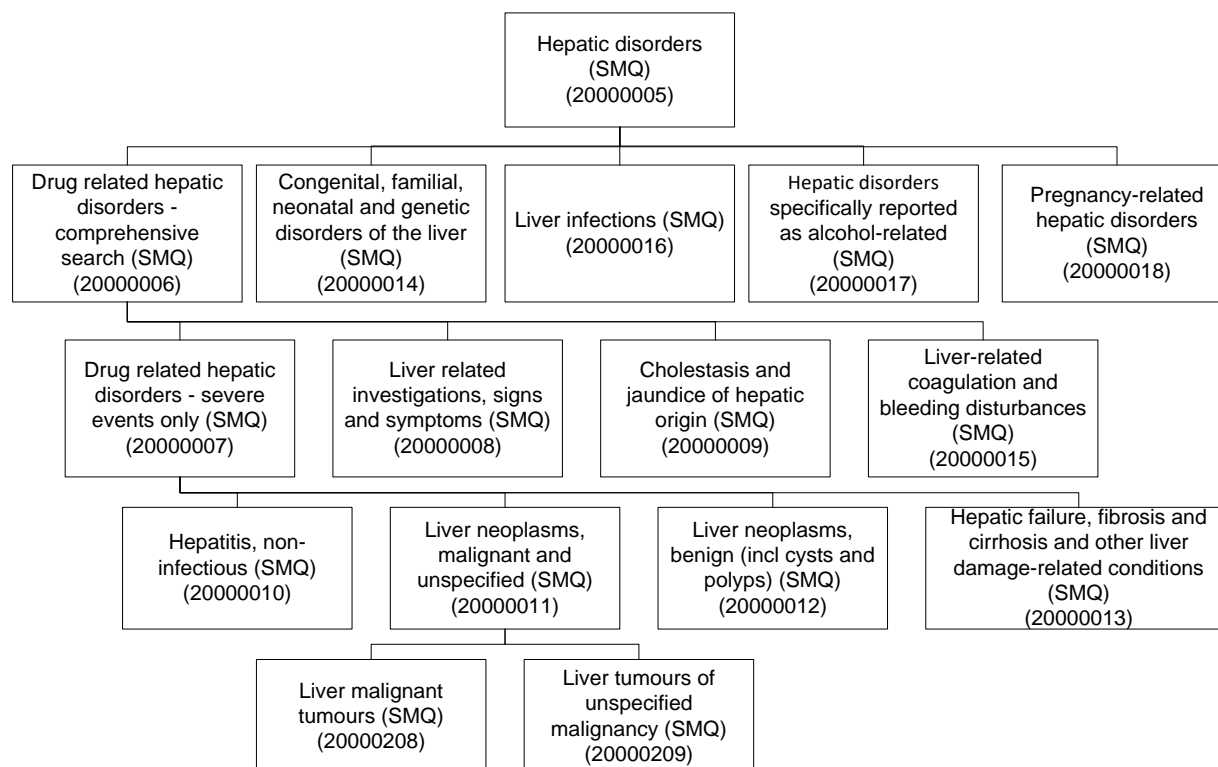 Hepatic disorders
(SMQ)
(20000005)
Drug related hepatic
disorders -
comprehensive
search (SMQ)
(20000006)
Congenital, familial,
neonatal and genetic
disorders of the liver
(SMQ)
(20000014)
Liver infections (SMQ)
(20000016)
Hepatic disorders
specifically reported
as alcohol-related
(SMQ)
(20000017)
Pregnancy-related
hepatic disorders
(SMQ)
(20000018)
Drug related hepatic
disorders - severe
events only (SMQ)
(20000007)
Liver related
investigations, signs
and symptoms (SMQ)
(20000008)
Cholestasis and
jaundice of hepatic
origin (SMQ)
(20000009)
Liver-related
coagulation and
bleeding disturbances
(SMQ)
(20000015)
Hepatitis, non-
infectious (SMQ)
(20000010)
Liver neoplasms,
malignant and
unspecified (SMQ)
(20000011)
Liver neoplasms,
benign (incl cysts and
polyps) (SMQ)
(20000012)
Hepatic failure, fibrosis and
cirrhosis and other liver
damage-related conditions
(SMQ)
(20000013)
Liver malignant
tumours (SMQ)
(20000208)
Liver tumours of
unspecified
malignancy (SMQ)
(20000209)